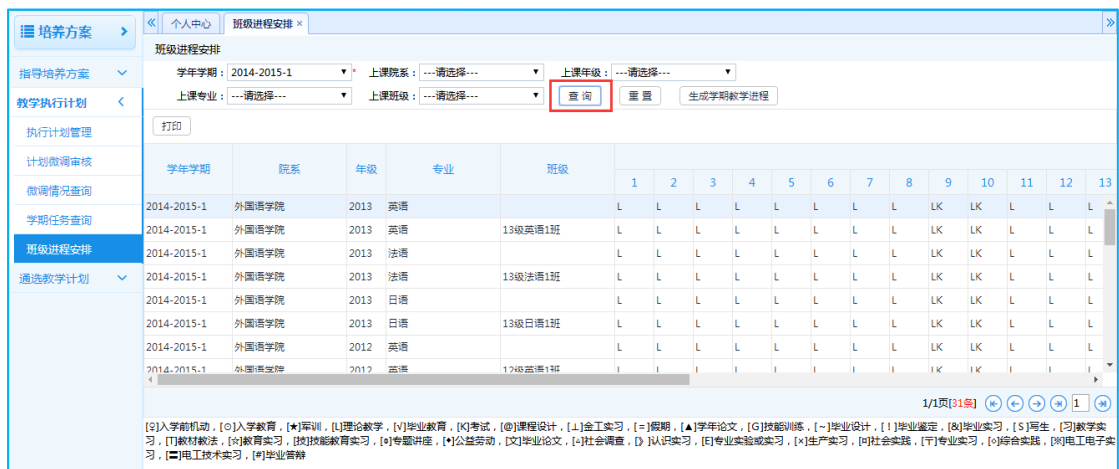 培养方案
个人中心
班级进程安排 ×
指导培养方案
教学执行计划
执行计划管理
计划微调审核
微调情况查询
学期任务查询
班级进程安排
通选教学计划
班级进程安排
学年学期： 2014-2015-1 * 上课院系： ---请选择--- 上课年级： ---请选择---
上课专业： ---请选择--- 上课班级： ---请选择--- 查 询 重 置 生成学期教学进程
打印
学年学期 院系 年级 专业 班级
1 2 3 4 5 6 7 8 9 10 11 12 13
2014-2015-1 外国语学院 2013 英语 L L L L L L L L LK LK L L L
2014-2015-1 外国语学院 2013 英语 13级英语1班 L L L L L L L L LK LK L L L
2014-2015-1 外国语学院 2013 法语 L L L L L L L L LK LK L L L
2014-2015-1 外国语学院 2013 法语 13级法语1班 L L L L L L L L LK LK L L L
2014-2015-1 外国语学院 2013 日语 L L L L L L L L LK LK L L L
2014-2015-1 外国语学院 2013 日语 13级日语1班 L L L L L L L L LK LK L L L
2014-2015-1 外国语学院 2012 英语 L L L L L L L L LK LK L L L
2014-2015-1 外国语学院 2012 英语 12级英语1班 L L L L L L L L LK LK L L L
1/1页[31条] 1
[♀]入学前机动，[⊙]入学教育，[★]军训，[L]理论教学，[√]毕业教育，[K]考试，[@]课程设计，[⊥]金工实习，[=]假期，[▲]学年论文，[G]技能训练，[~]毕业设计，[！]毕业鉴定，[&]毕业实习，[S]写生，[习]教学实
习，[T]教材教法，[☆]教育实习，[技]技能教育实习，[♦]专题讲座，[✦]公益劳动，[文]毕业论文，[]社会调查，[》]认识实习，[E]专业实验或实习，[×]生产实习，[¤]社会实践，[〒]专业实习，[◇]综合实践，[※]电工电子实
习，[〓]电工技术实习，[#]毕业答辩